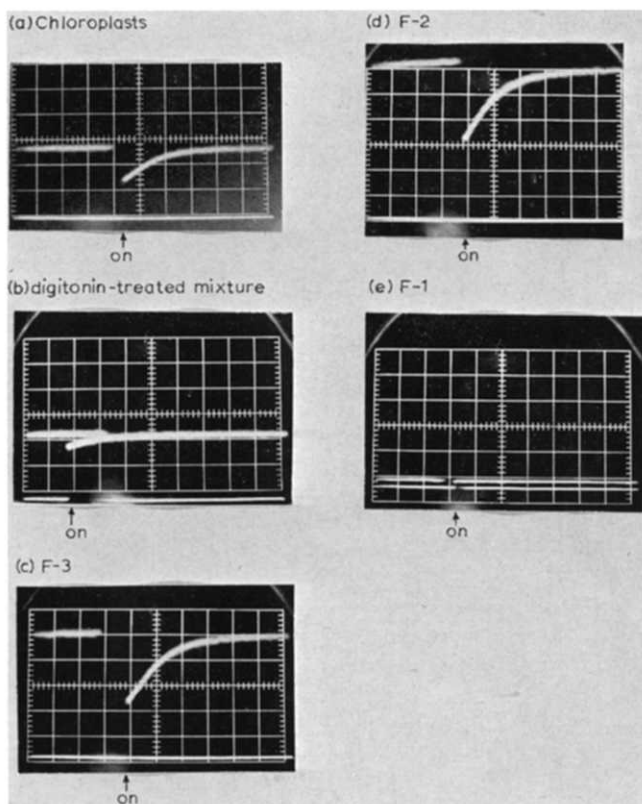 (a) Chloroplasts
on
(b) digitonin-treated mixture
on
(c) F-3
on
(d) F-2
on
(e) F-1
on